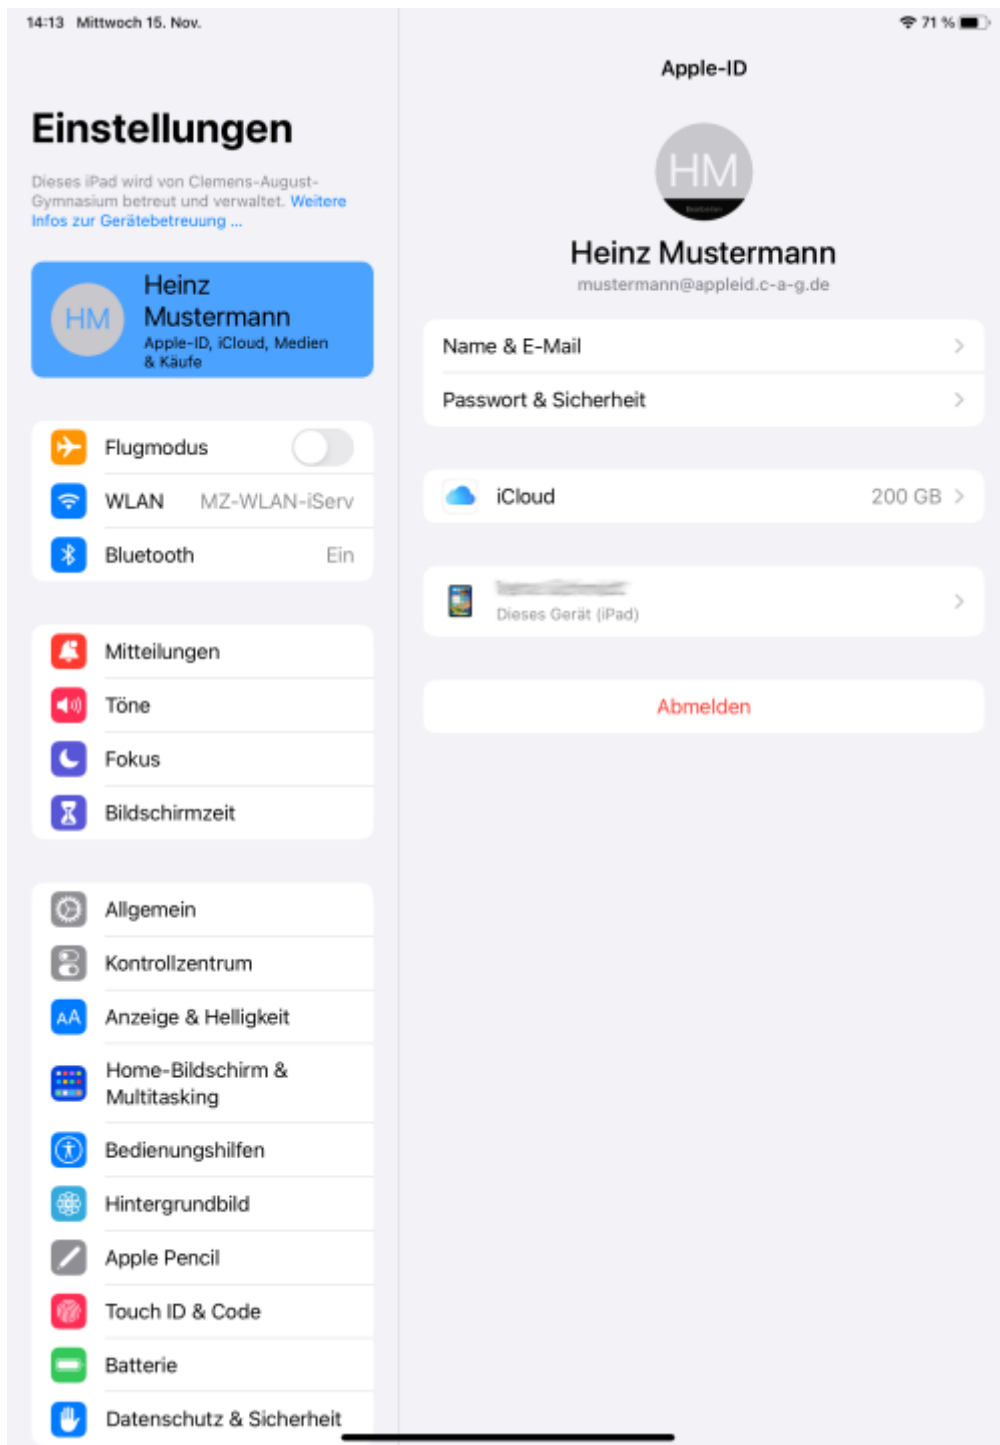 14:13 Mittwoch 15. Nov.
71 %
Einstellungen
Dieses iPad wird von Clemens-August-
Gymnasium betreut und verwaltet. Weitere
Infos zur Gerätebetreuung ...
HM
Heinz
Mustermann
Apple-ID, iCloud, Medien
& Käufe
Flugmodus
WLAN MZ-WLAN-iServ
Bluetooth Ein
Mitteilungen
Töne
Fokus
Bildschirmzeit
Allgemein
Kontrollzentrum
AA Anzeige & Helligkeit
Home-Bildschirm &
Multitasking
Bedienungshilfen
Hintergrundbild
Apple Pencil
Touch ID & Code
Batterie
Datenschutz & Sicherheit
Apple-ID
HM
Bearbeiten
Heinz Mustermann
mustermann@appleid.c-a-g.de
Name & E-Mail
Passwort & Sicherheit
iCloud 200 GB
Dieses Gerät (iPad)
Abmelden